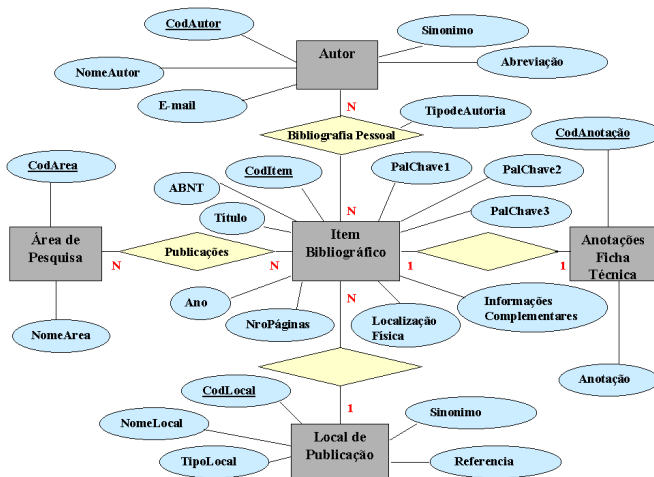 CodAutor
Sinonimo
Autor
NomeAutor
Abreviação
E-mail
N
TipodeAutoria
Bibliografia Pessoal
CodAnotação
CodArea
CodItem
PalChave1
PalChave2
ABNT
N
PalChave3
Título
Área de
Pesquisa
Publicações
Item
Bibliográfico
Anotações
Ficha
Técnica
N
N
1
1
Ano
N
Informações
Complementares
NroPáginas
Localização
Física
NomeArea
CodLocal
Anotação
1
NomeLocal
Sinonimo
Local de
Publicação
TipoLocal
Referencia